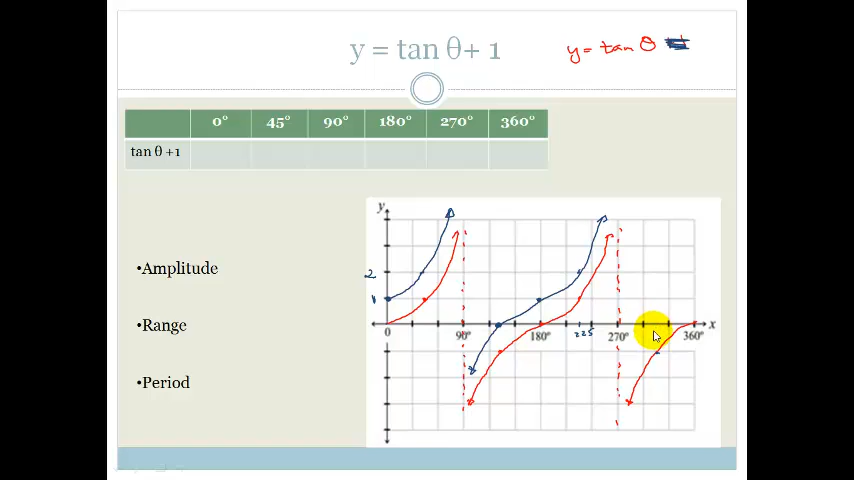 y = tan θ+ 1
y = tan θ
0° 45° 90° 180° 270° 360°
tan θ +1
•Amplitude
•Range
•Period
y
2
1
0 90° 180° 225 270° 360° x